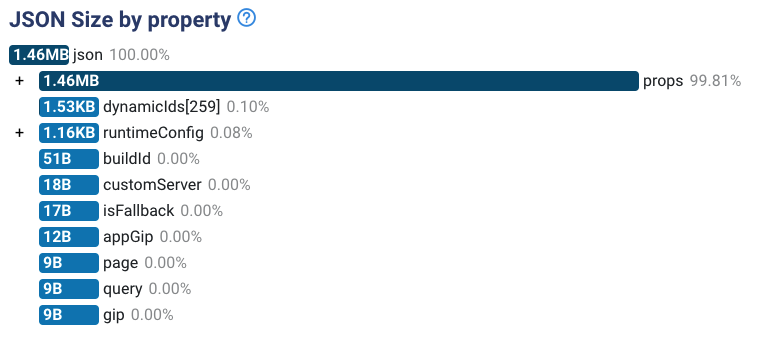 JSON Size by property ?
1.46MB json 100.00%
+ 1.46MB props 99.81%
1.53KB dynamicIds[259] 0.10%
+ 1.16KB runtimeConfig 0.08%
51B buildId 0.00%
18B customServer 0.00%
17B isFallback 0.00%
12B appGip 0.00%
9B page 0.00%
9B query 0.00%
9B gip 0.00%